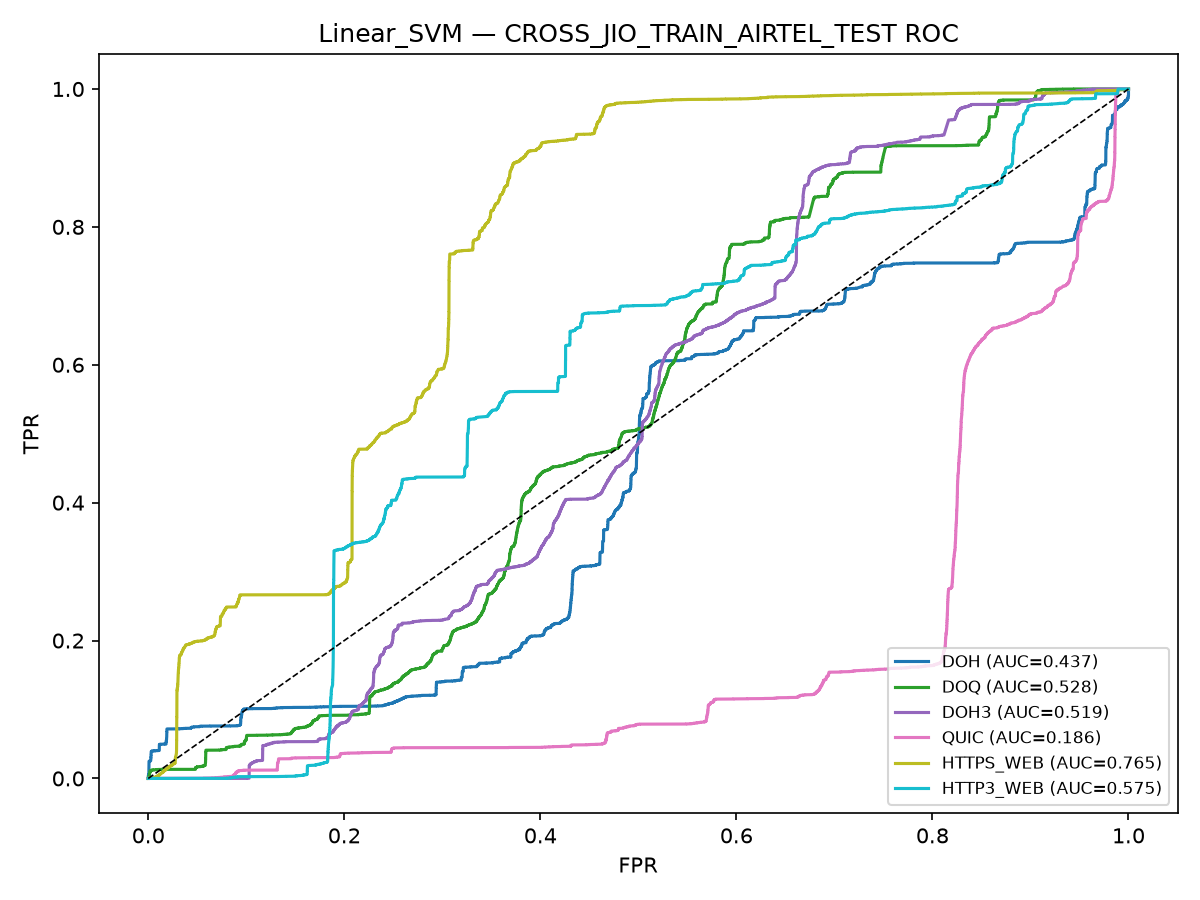 Linear_SVM — CROSS_JIO_TRAIN_AIRTEL_TEST ROC
1.0
0.8
0.6
0.4
0.2
0.0
TPR
DOH (AUC=0.437)
DOQ (AUC=0.528)
DOH3 (AUC=0.519)
QUIC (AUC=0.186)
HTTPS_WEB (AUC=0.765)
HTTP3_WEB (AUC=0.575)
0.0 0.2 0.4 0.6 0.8 1.0
FPR